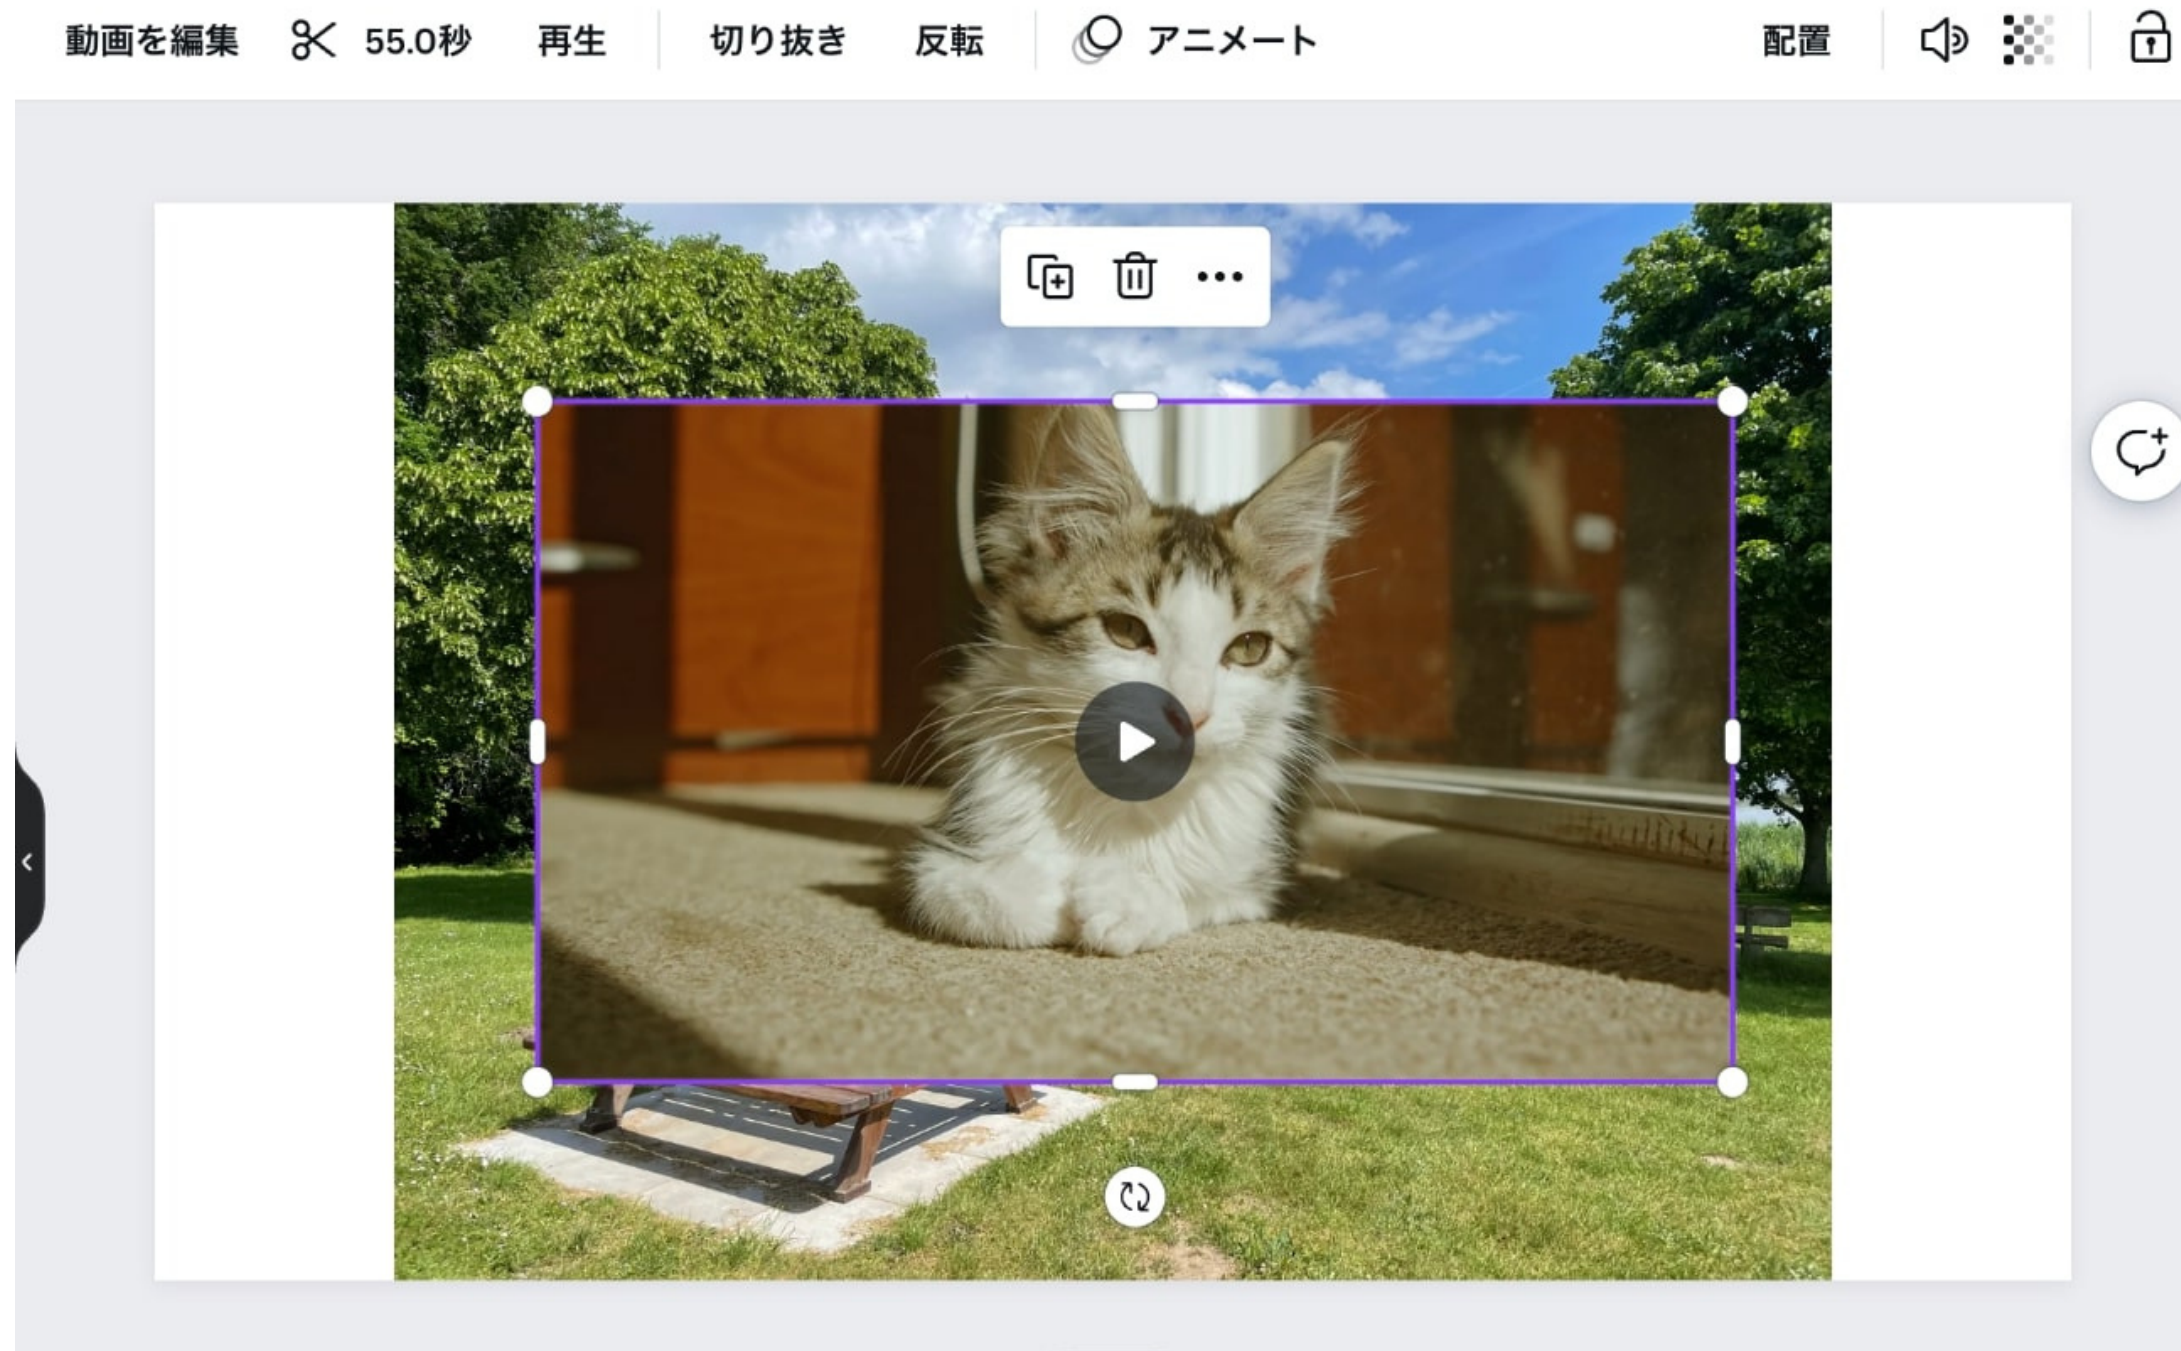 動画を編集 55.0秒 再生 切り抜き 反転 アニメート 配置